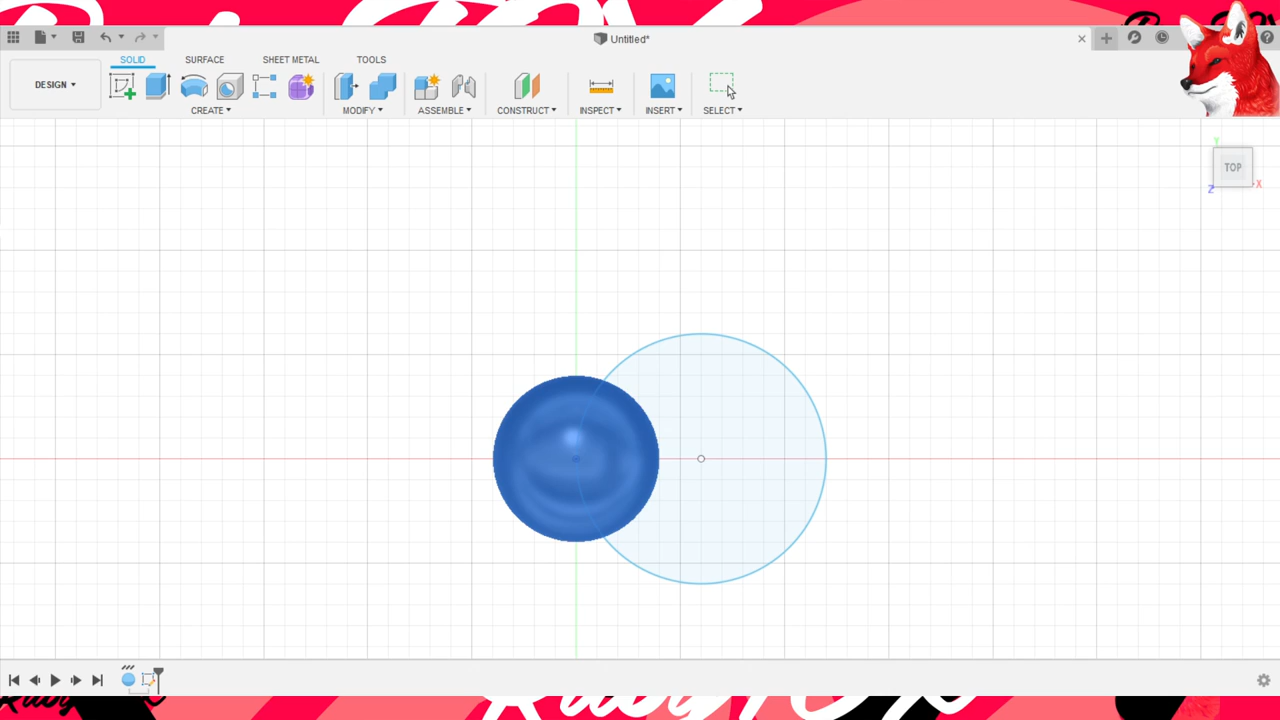 Untitled*
SOLID SURFACE SHEET METAL TOOLS
DESIGN
CREATE MODIFY ASSEMBLE CONSTRUCT INSPECT INSERT SELECT
Y
TOP
X
Z